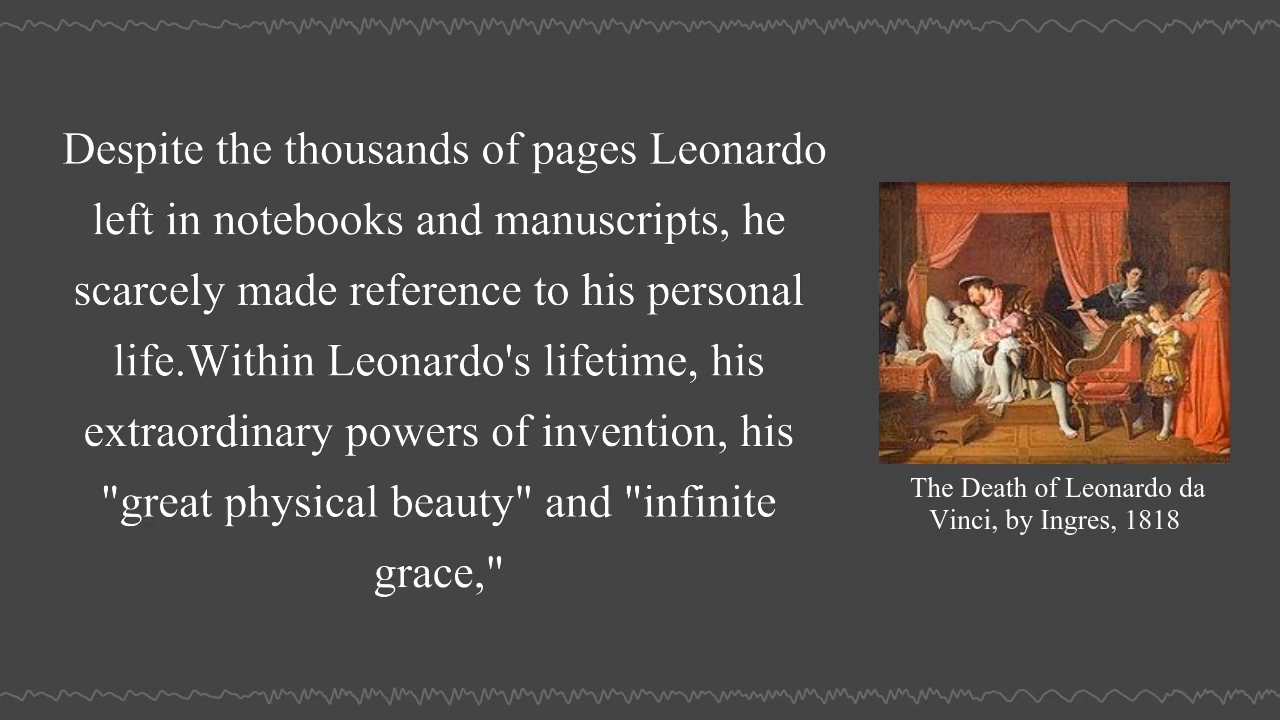 Despite the thousands of pages Leonardo
left in notebooks and manuscripts, he
scarcely made reference to his personal
life.Within Leonardo's lifetime, his
extraordinary powers of invention, his
"great physical beauty" and "infinite
grace,"
The Death of Leonardo da
Vinci, by Ingres, 1818